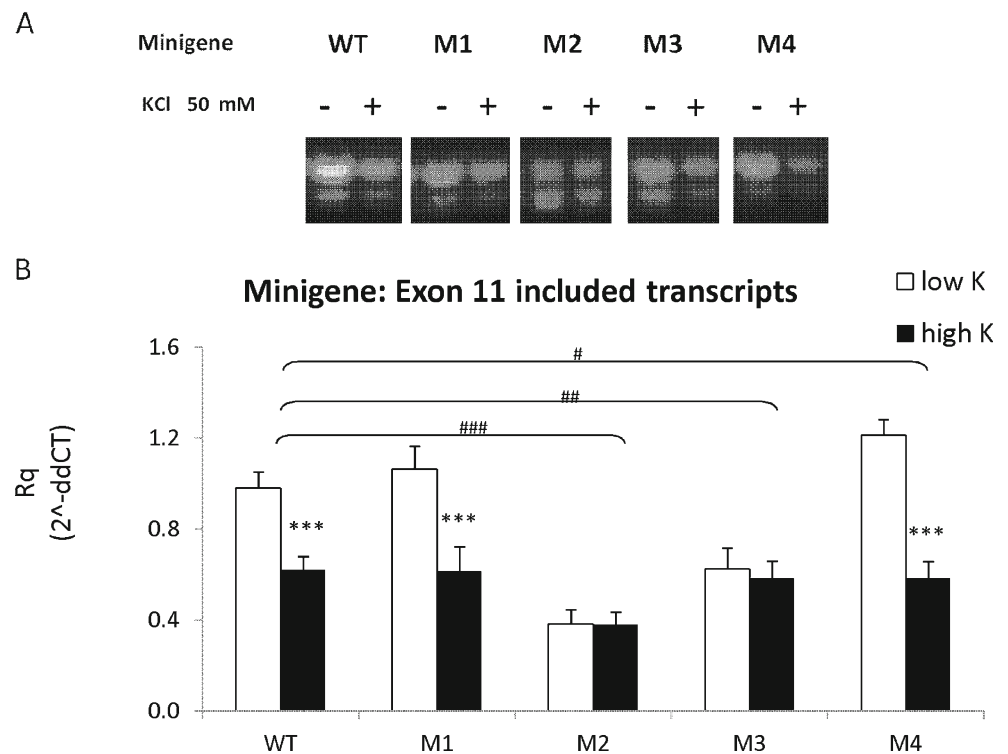 A
Minigene WT M1 M2 M3 M4
KCl 50 mM - + - + - + - + - +
B
Minigene: Exon 11 included transcripts
low K
high K
Rq
(2^-ddCT)
1.6
1.2
0.8
0.4
0.0
#
##
###
***
***
***
WT M1 M2 M3 M4